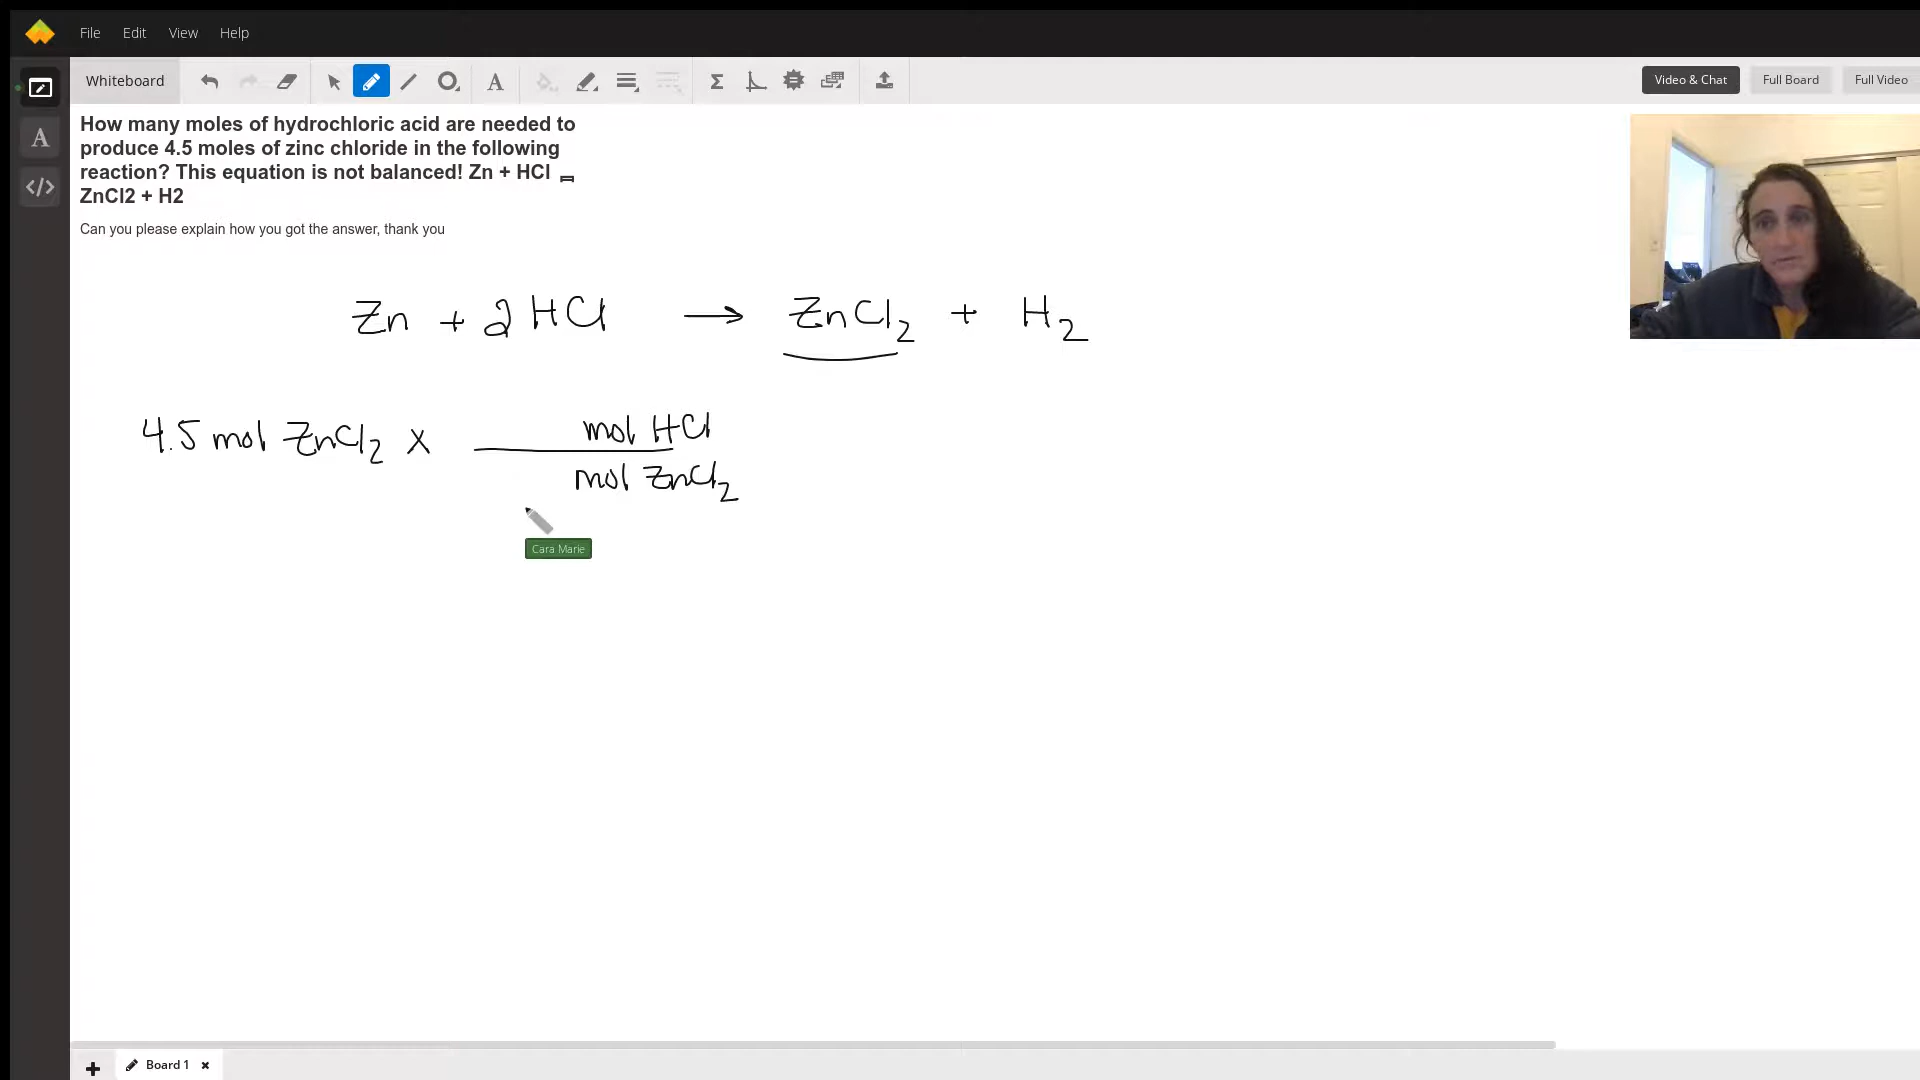 File Edit View Help
Whiteboard
A
Σ
Video & Chat
Full Board
Full Video
A
</>
How many moles of hydrochloric acid are needed to
produce 4.5 moles of zinc chloride in the following
reaction? This equation is not balanced! Zn + HCl =
ZnCl2 + H2
Can you please explain how you got the answer, thank you
Zn + 2 HCl → ZnCl₂ + H₂
4.5 mol ZnCl₂ x
mol HCl
mol ZnCl₂
Cara Marie
+ Board 1 ×